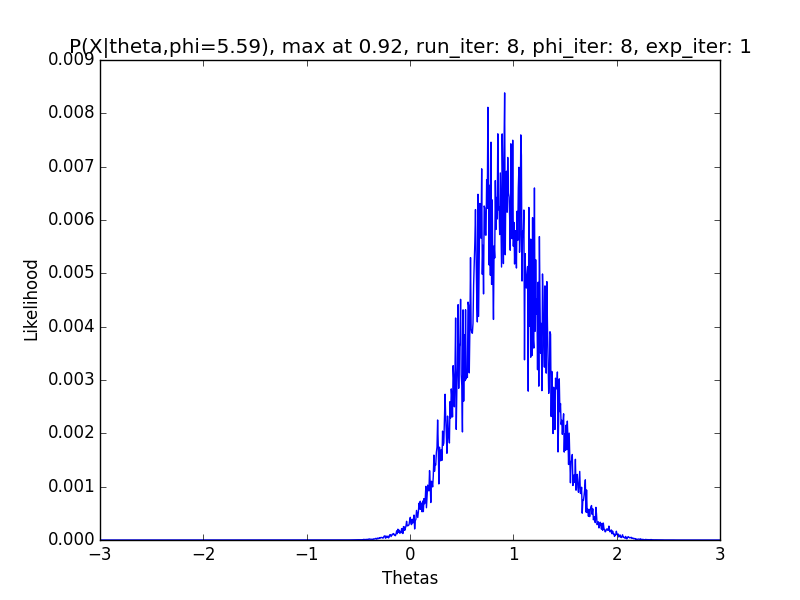 P(X|theta,phi=5.59), max at 0.92, run_iter: 8, phi_iter: 8, exp_iter: 1
0.009
0.008
0.007
0.006
0.005
0.004
0.003
0.002
0.001
0.000
Likelihood
−3 −2 −1 0 1 2 3
Thetas